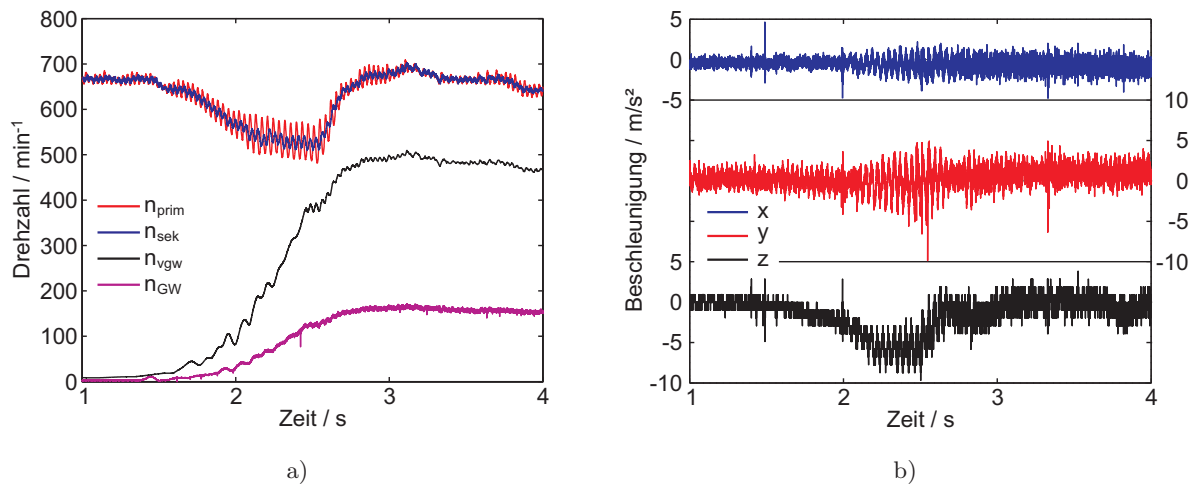 800
700
600
500
400
300
200
100
0
Drehzahl / min⁻¹
n_prim
n_sek
n_vgw
n_GW
1
2
3
4
Zeit / s
a)
5
0
-5
10
5
0
-5
-10
5
0
-5
-10
Beschleunigung / m/s²
x
y
z
1
2
3
4
Zeit / s
b)